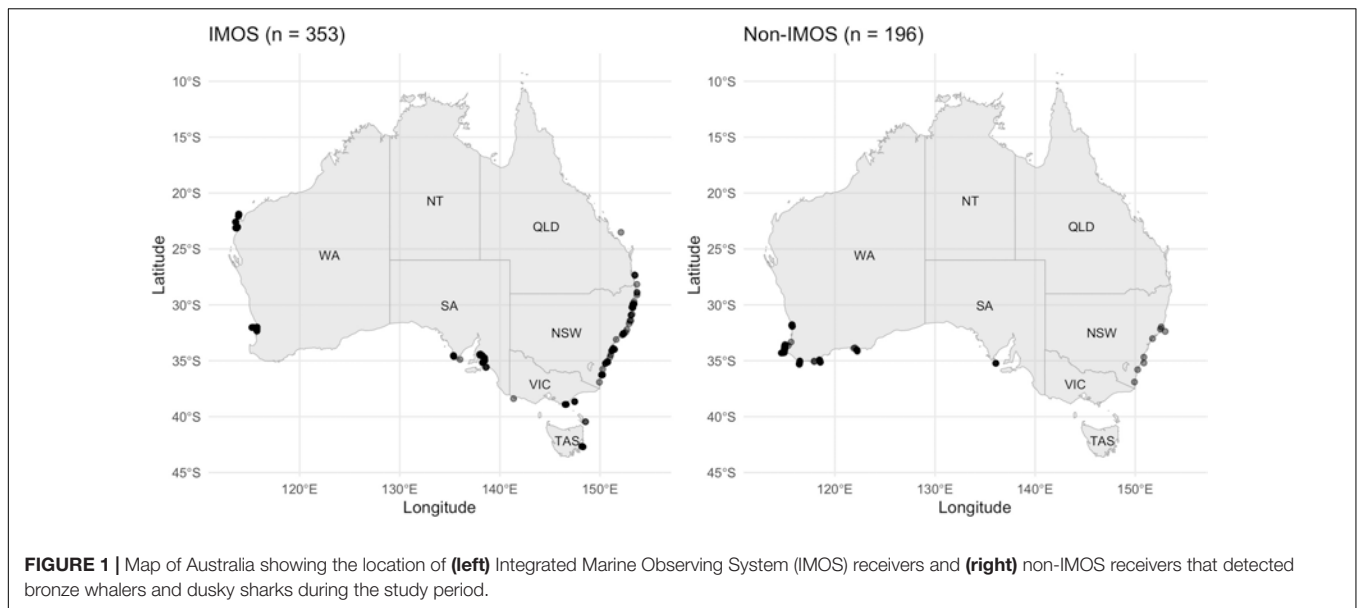 IMOS (n = 353)
10°S
15°S
20°S
25°S
30°S
35°S
40°S
45°S
Latitude
NT
QLD
WA
SA
NSW
VIC
TAS
120°E 130°E 140°E 150°E
Longitude
Non-IMOS (n = 196)
10°S
15°S
20°S
25°S
30°S
35°S
40°S
45°S
Latitude
NT
QLD
WA
SA
NSW
VIC
TAS
120°E 130°E 140°E 150°E
Longitude
FIGURE 1 | Map of Australia showing the location of (left) Integrated Marine Observing System (IMOS) receivers and (right) non-IMOS receivers that detected
bronze whalers and dusky sharks during the study period.